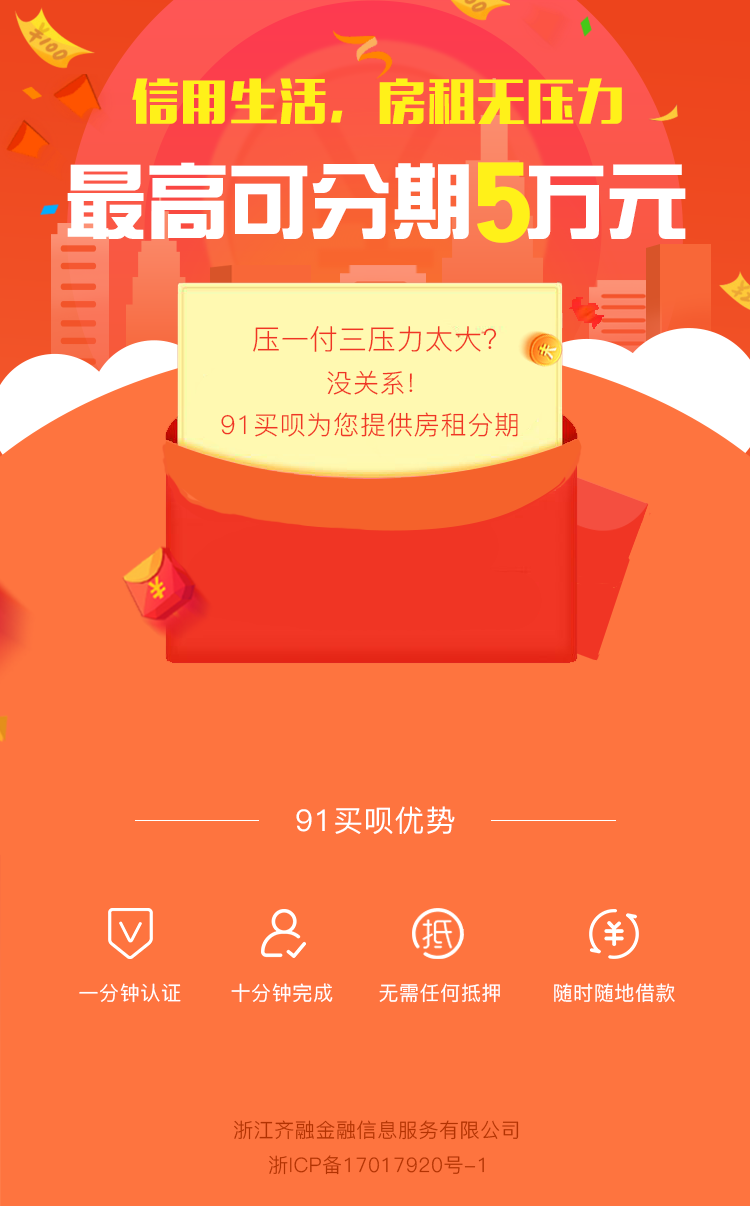 ¥100
信用生活，房租无压力
最高可分期5万元
压一付三压力太大？
没关系！
91买呗为您提供房租分期
91买呗优势
抵
一分钟认证
十分钟完成
无需任何抵押
随时随地借款
浙江齐融金融信息服务有限公司
浙ICP备17017920号-1